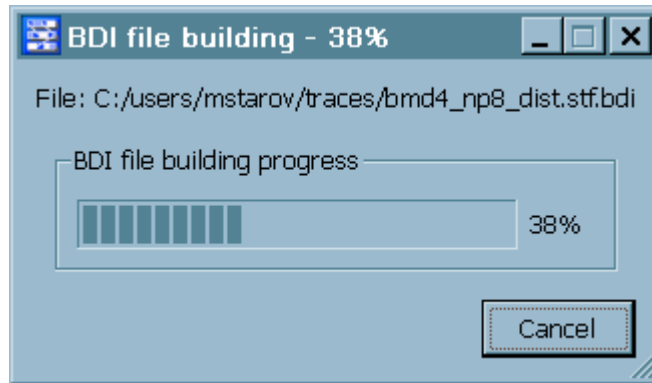 BDI file building - 38%
File: C:/users/mstarov/traces/bmd4_np8_dist.stf.bdi
BDI file building progress
38%
Cancel